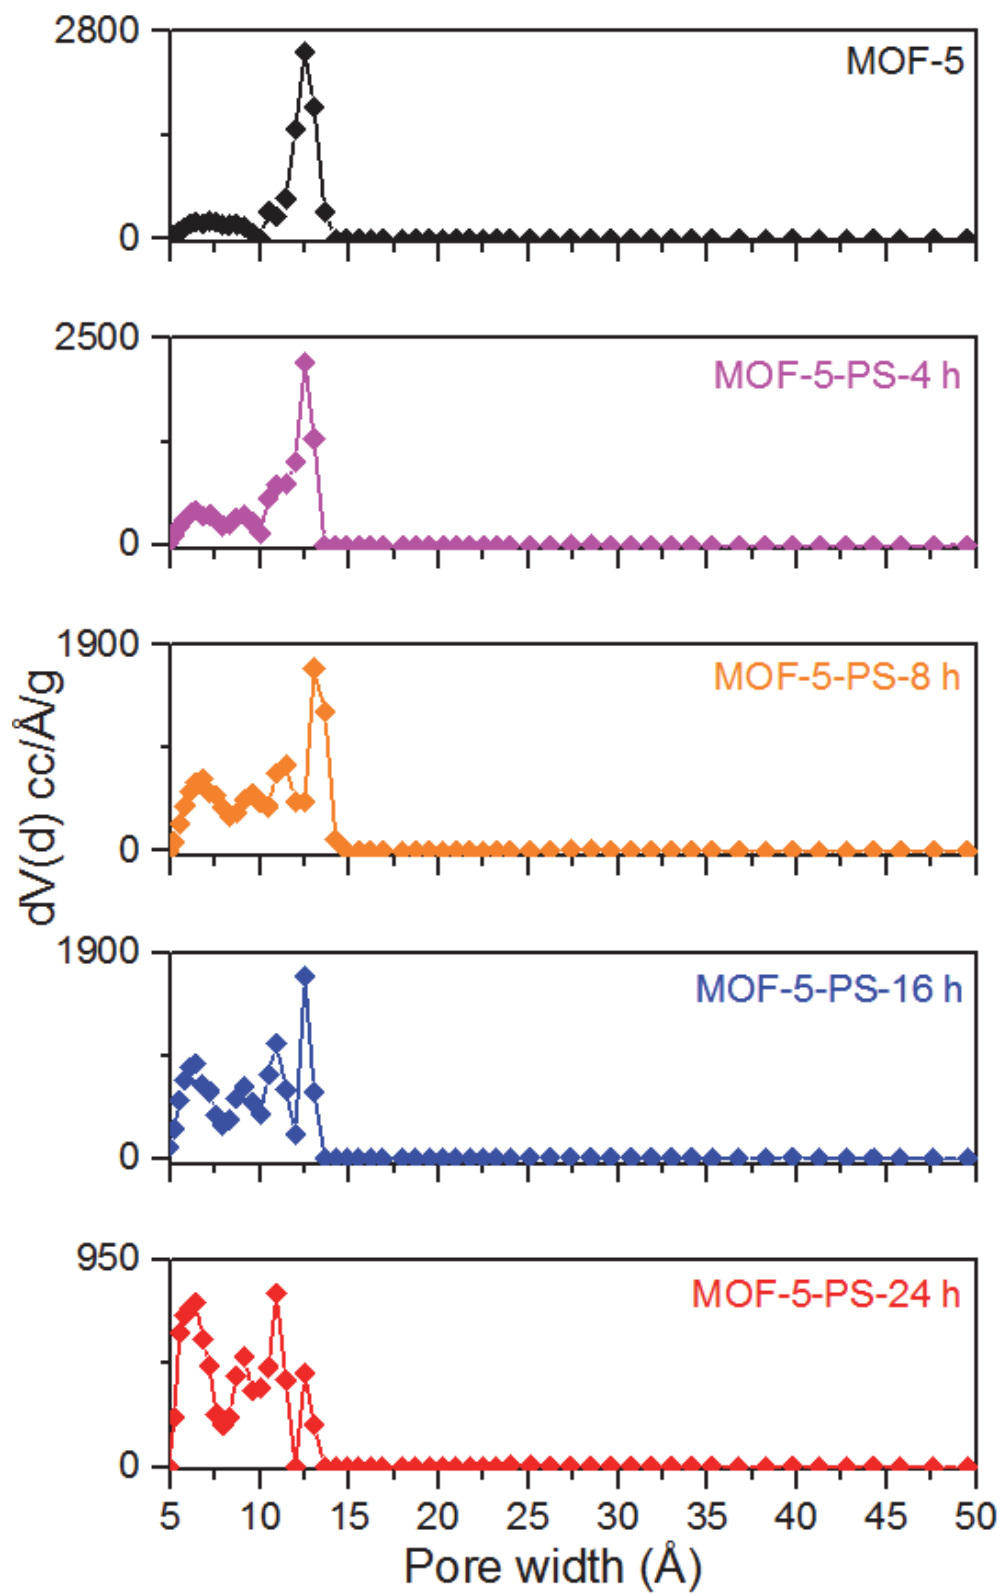 2800
MOF-5
0
2500
MOF-5-PS-4 h
0
1900
MOF-5-PS-8 h
0
dV(d) cc/Å/g
1900
MOF-5-PS-16 h
0
950
MOF-5-PS-24 h
0
5 10 15 20 25 30 35 40 45 50
Pore width (Å)